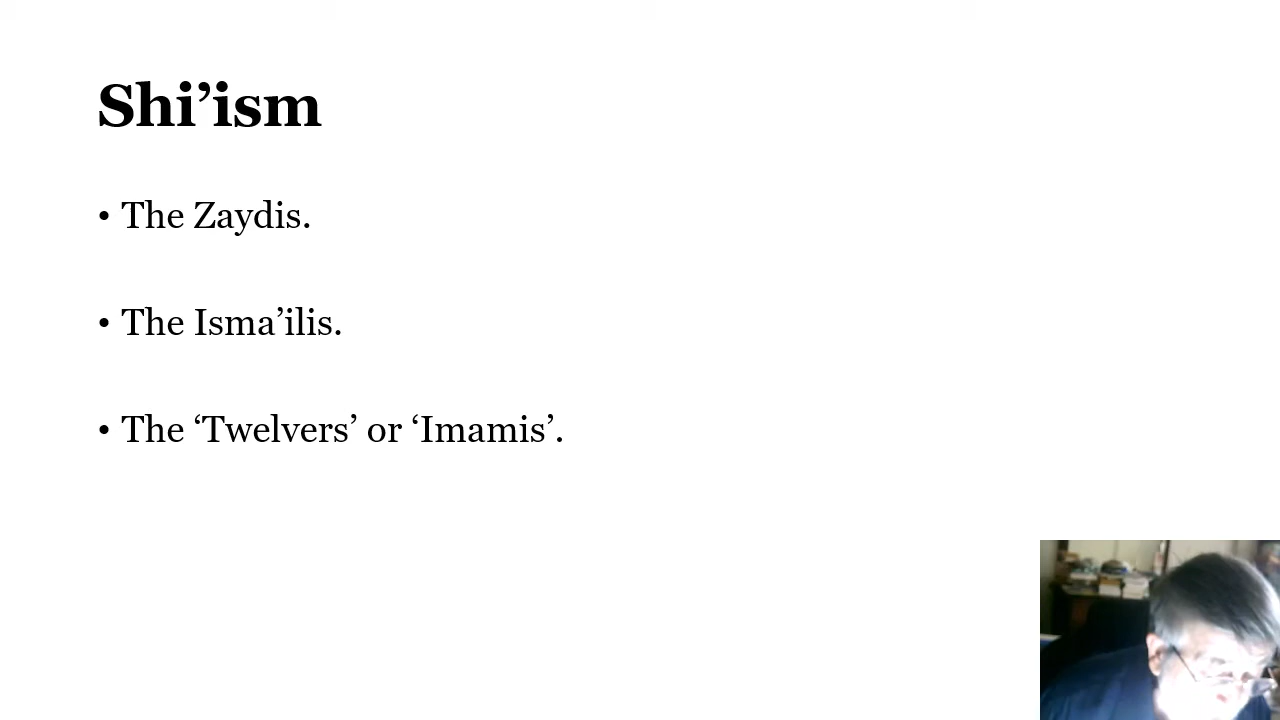 Shi’ism
• The Zaydis.
• The Isma’ilis.
• The ‘Twelvers’ or ‘Imamis’.